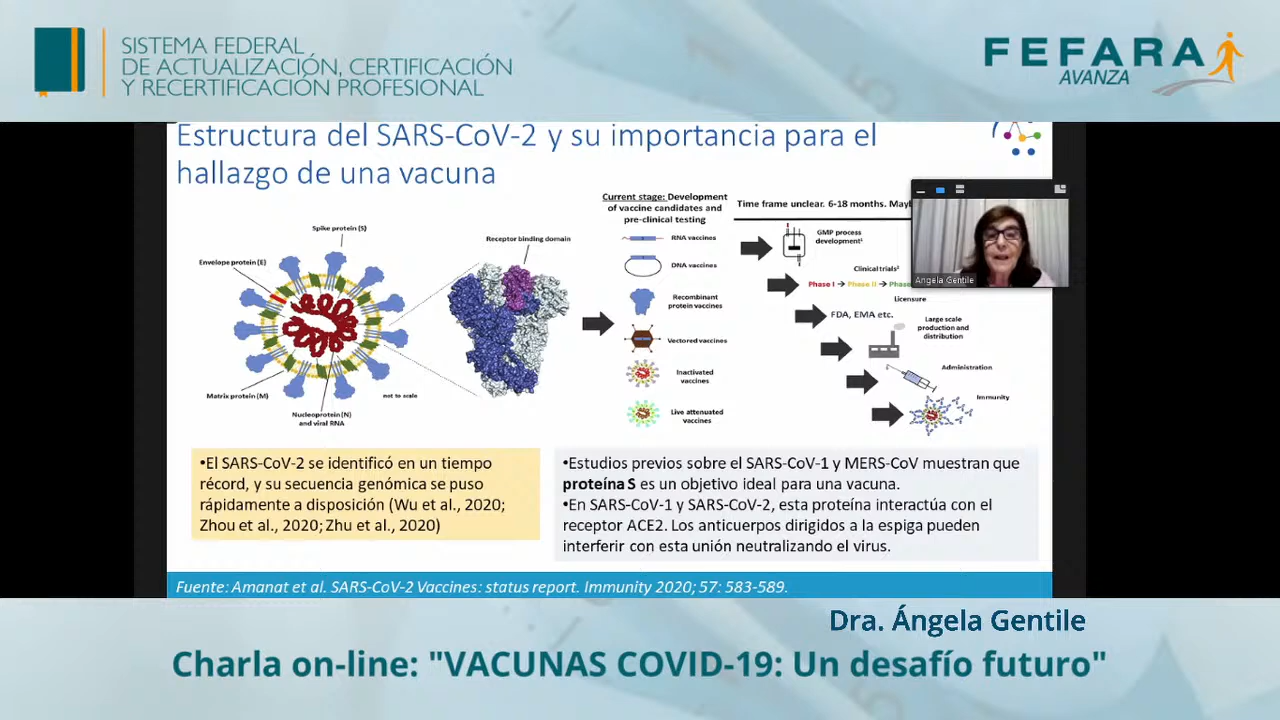 SISTEMA FEDERAL
DE ACTUALIZACIÓN, CERTIFICACIÓN
Y RECERTIFICACIÓN PROFESIONAL
FEFARA
AVANZA
Estructura del SARS-CoV-2 y su importancia para el
hallazgo de una vacuna
Spike protein (S)
Envelope protein (E)
Receptor binding domain
Matrix protein (M)
not to scale
Nucleoprotein (N)
and viral RNA
Current stage: Development
of vaccine candidates and
pre-clinical testing
RNA vaccines
DNA vaccines
Recombinant
protein vaccines
Vectored vaccines
Inactivated
vaccines
Live attenuated
vaccines
Time frame unclear. 6-18 months.
GMP process
development¹
Clinical trials²
Phase I → Phase II → Phase
Licensure
FDA, EMA etc.
Large scale
production and
distribution
Administration
Immunity
Angela Gentile
•El SARS-CoV-2 se identificó en un tiempo
récord, y su secuencia genómica se puso
rápidamente a disposición (Wu et al., 2020;
Zhou et al., 2020; Zhu et al., 2020)
•Estudios previos sobre el SARS-CoV-1 y MERS-CoV muestran que
proteína S es un objetivo ideal para una vacuna.
•En SARS-CoV-1 y SARS-CoV-2, esta proteína interactúa con el
receptor ACE2. Los anticuerpos dirigidos a la espiga pueden
interferir con esta unión neutralizando el virus.
Fuente: Amanat et al. SARS-CoV-2 Vaccines: status report. Immunity 2020; 57: 583-589.
Dra. Ángela Gentile
Charla on-line: "VACUNAS COVID-19: Un desafío futuro"